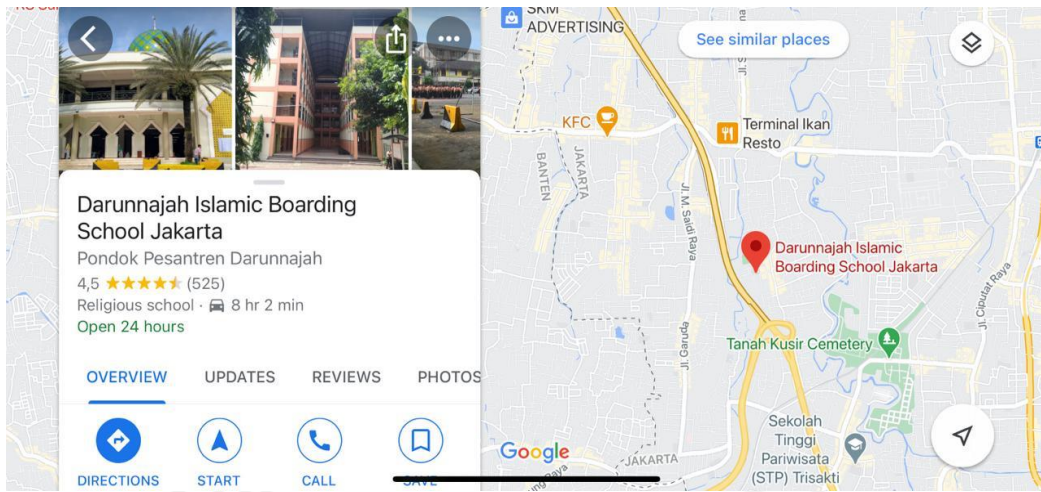 Darunnajah Islamic Boarding
School Jakarta
Pondok Pesantren Darunnajah
4,5 (525)
Religious school · 8 hr 2 min
Open 24 hours
OVERVIEW UPDATES REVIEWS PHOTOS
DIRECTIONS START CALL SAVE
SKM
ADVERTISING
See similar places
KFC
Terminal Ikan
Resto
BANTEN
JAKARTA
Jl. M. Saidi Raya
Darunnajah Islamic
Boarding School Jakarta
Jl. Ciputat Raya
Jl. Garuda
Tanah Kusir Cemetery
Sekolah
Tinggi
Pariwisata
(STP) Trisakti
Google
JAKARTA